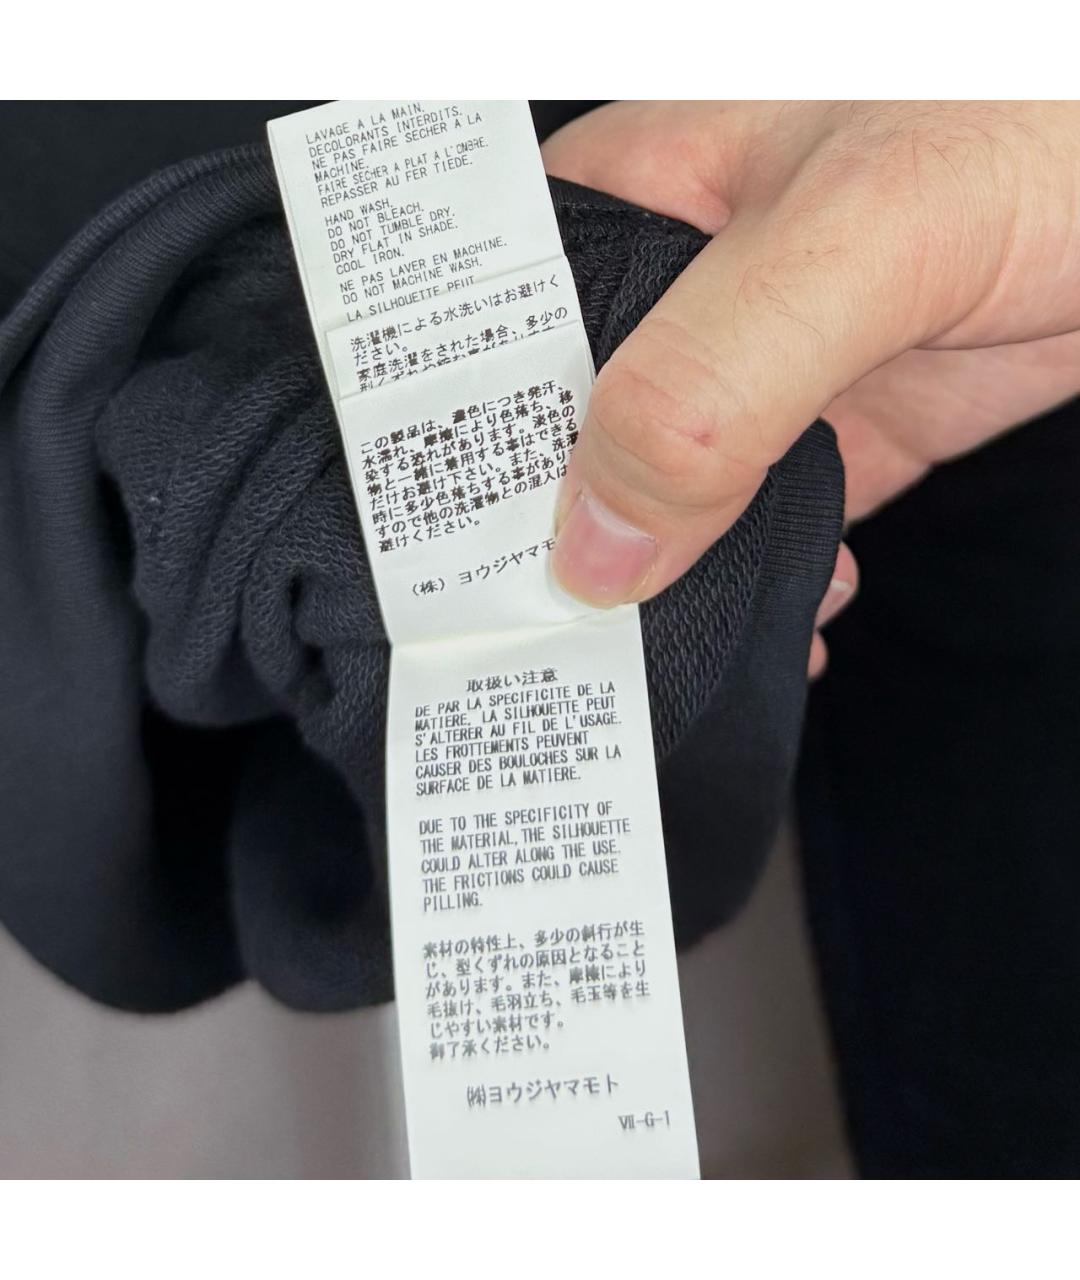 LAVAGE A LA MAIN.
DECOLORANTS INTERDITS.
NE PAS FAIRE SECHER A LA
MACHINE.
FAIRE SECHER A PLAT A L'ONBRE.
REPASSER AU FER TIEDE.
HAND WASH.
DO NOT BLEACH.
DO NOT TUMBLE DRY.
DRY FLAT IN SHADE.
COOL IRON.
NE PAS LAVER EN MACHINE.
DO NOT MACHINE WASH.
LA SILHOUETTE PEUT
洗濯機による水洗いはお避けく
ださい。
家庭洗濯をされた場合、多少の
この製品は、濃色につき発汗、
水濡れ、摩擦により色落ち、移
染する恐れがあります。淡色の
物と一緒に着用する事はできる
だけお避け下さい。また、洗濯
時に多少色落ちする事があり
すので他の洗濯物との混入は
避けください。
(株) ヨウジヤマモ
取扱い注意
DE PAR LA SPECIFICITE DE LA
MATIERE, LA SILHOUETTE PEUT
S'ALTERER AU FIL DE L'USAGE.
LES FROTTEMENTS PEUVENT
CAUSER DES BOULOCHES SUR LA
SURFACE DE LA MATIERE.
DUE TO THE SPECIFICITY OF
THE MATERIAL, THE SILHOUETTE
COULD ALTER ALONG THE USE.
THE FRICTIONS COULD CAUSE
PILLING.
素材の特性上、多少の斜行が生
じ、型くずれの原因となること
があります。また、摩擦により
毛抜け、毛羽立ち、毛玉等を生
じやすい素材です。
御了承ください。
㈱ヨウジヤマモト
Ⅶ-G-1